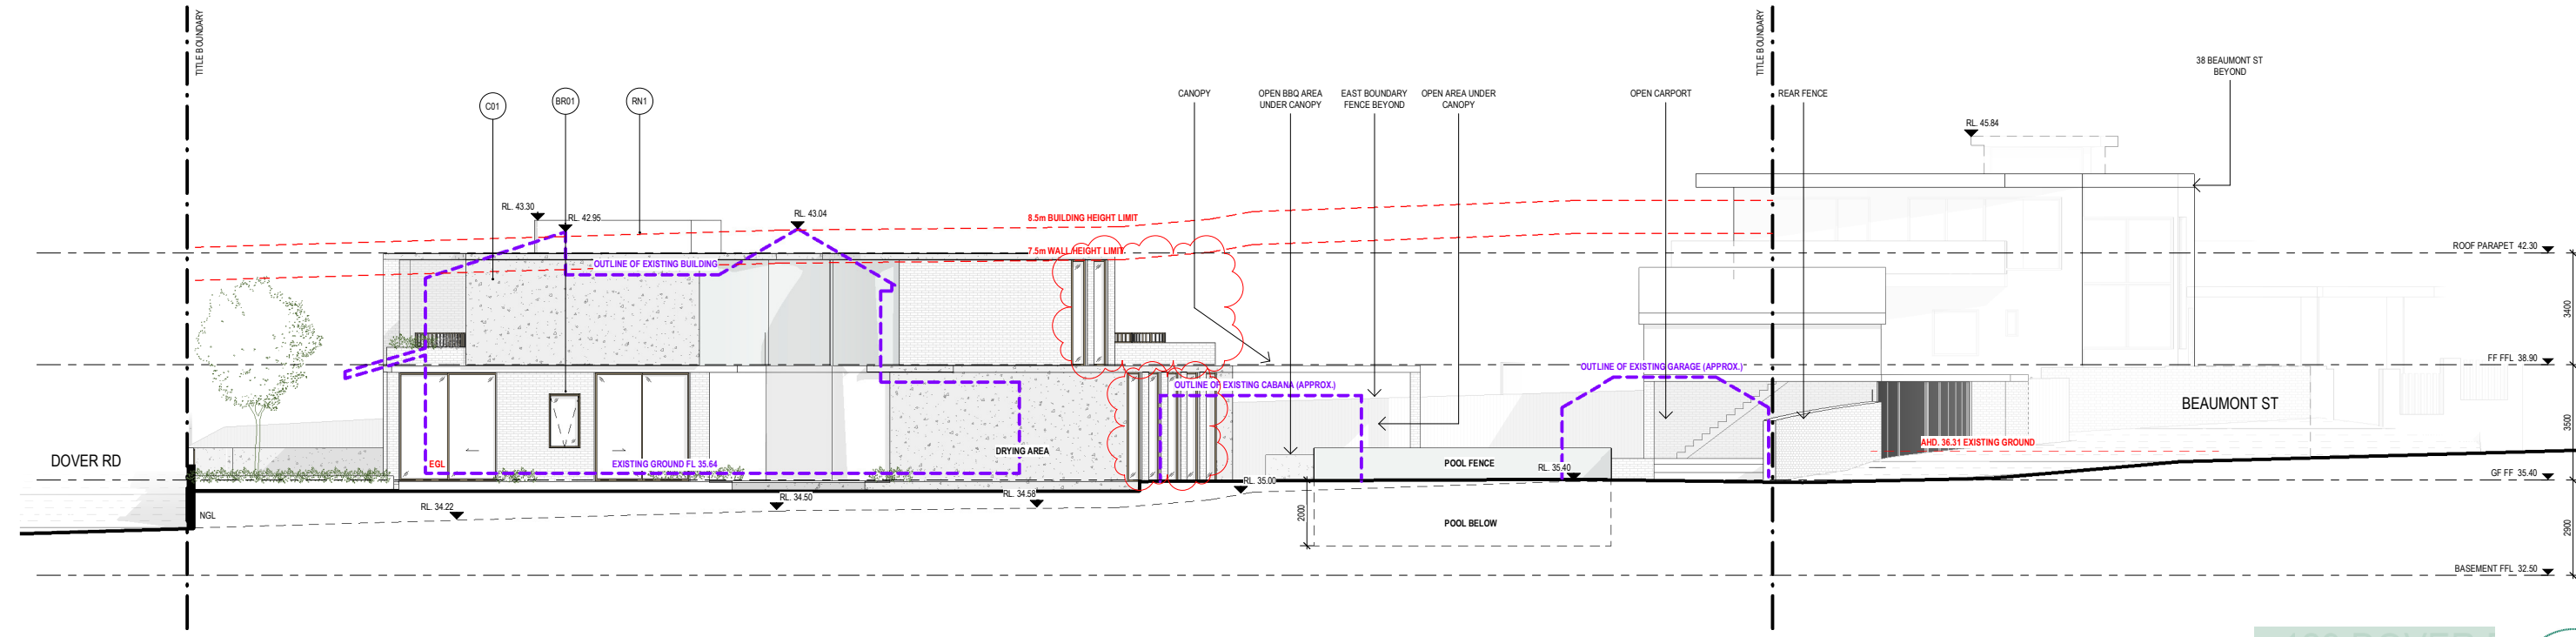 TITLE BOUNDARY
TITLE BOUNDARY
38 BEAUMONT ST
BEYOND
C01
BR01
RN1
CANOPY
OPEN BBQ AREA
UNDER CANOPY
EAST BOUNDARY
FENCE BEYOND
OPEN AREA UNDER
CANOPY
OPEN CARPORT
REAR FENCE
RL. 45.84
RL. 43.30
RL. 42.95
RL. 43.04
8.5m BUILDING HEIGHT LIMIT
7.5m WALL HEIGHT LIMIT
ROOF PARAPET 42.30
OUTLINE OF EXISTING BUILDING
3400
FF FFL 38.90
OUTLINE OF EXISTING GARAGE (APPROX.)
OUTLINE OF EXISTING CABANA (APPROX.)
BEAUMONT ST
3500
AHD. 36.31 EXISTING GROUND
DOVER RD
EGL
EXISTING GROUND FL 35.64
DRYING AREA
POOL FENCE
RL. 35.40
GF FF 35.40
RL. 35.00
RL. 34.58
RL. 34.50
RL. 34.22
NGL
2000
POOL BELOW
2900
BASEMENT FFL 32.50